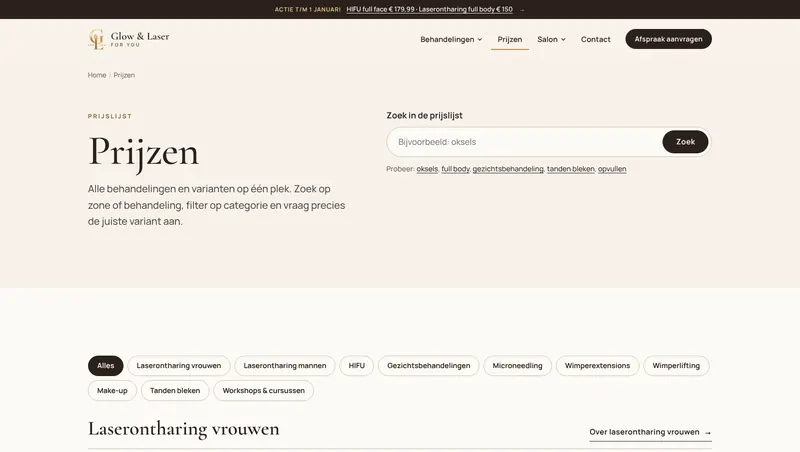 ACTIE T/M 1 JANUARI HIFU full face € 179,99 · Laserontharing full body € 150 →
Glow & Laser
FOR YOU
Behandelingen Prijzen Salon Contact Afspraak aanvragen
Home / Prijzen
PRIJSLIJST
Prijzen
Alle behandelingen en varianten op één plek. Zoek op
zone of behandeling, filter op categorie en vraag precies
de juiste variant aan.
Zoek in de prijslijst
Bijvoorbeeld: oksels Zoek
Probeer: oksels, full body, gezichtsbehandeling, tanden bleken, opvullen
Alles Laserontharing vrouwen Laserontharing mannen HIFU Gezichtsbehandelingen Microneedling Wimperextensions Wimperlifting
Make-up Tanden bleken Workshops & cursussen
Laserontharing vrouwen
Over laserontharing vrouwen →